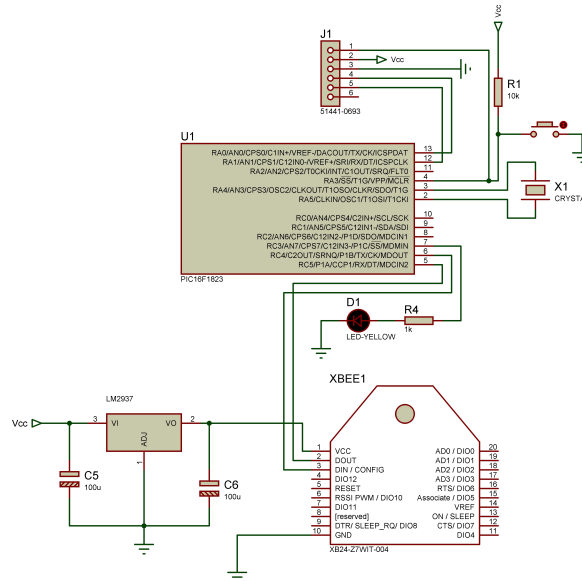 Vcc
J1
1
2
3
4
5
6
Vcc
51441-0693
R1
10k
U1
RA0/AN0/CPS0/C1IN+/VREF-/DACOUT/TX/CK/ICSPDAT 13
RA1/AN1/CPS1/C12IN0-/VREF+/SRI/RX/DT/ICSPCLK 12
RA2/AN2/CPS2/T0CKI/INT/C1OUT/SRQ/FLT0 11
RA3/SS/T1G/VPP/MCLR 4
RA4/AN3/CPS3/OSC2/CLKOUT/T1OSO/CLKR/SDO/T1G 3
RA5/CLKIN/OSC1/T1OSI/T1CKI 2
RC0/AN4/CPS4/C2IN+/SCL/SCK 10
RC1/AN5/CPS5/C12IN1-/SDA/SDI 9
RC2/AN6/CPS6/C12IN2-/P1D/SDO/MDCIN1 8
RC3/AN7/CPS7/C12IN3-/P1C/SS/MDMIN 7
RC4/C2OUT/SRNQ/P1B/TX/CK/MDOUT 6
RC5/P1A/CCP1/RX/DT/MDCIN2 5
PIC16F1823
X1
CRYSTA
D1
LED-YELLOW
R4
1k
XBEE1
LM2937
Vcc
3 VI
VO 2
ADJ
1
C5
100u
C6
100u
1 VCC
2 DOUT
3 DIN / CONFIG
4 DIO12
5 RESET
6 RSSI PWM / DIO10
7 DIO11
8 [reserved]
9 DTR/ SLEEP_RQ/ DIO8
10 GND
AD0 / DIO0 20
AD1 / DIO1 19
AD2 / DIO2 18
AD3 / DIO3 17
RTS/ DIO6 16
Associate / DIO5 15
VREF 14
ON / SLEEP 13
CTS/ DIO7 12
DIO4 11
XB24-Z7WIT-004